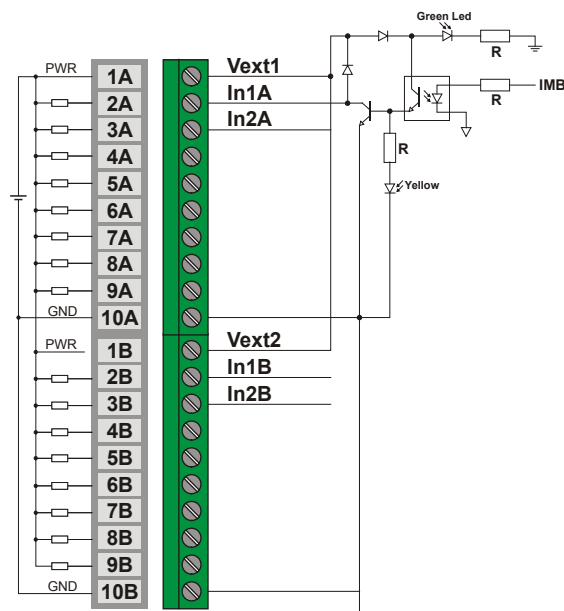 Green Led
R
PWR
1A
Vext1
2A
In1A
R
IMB
3A
In2A
4A
R
5A
Yellow
6A
7A
8A
9A
GND
10A
PWR
1B
Vext2
2B
In1B
3B
In2B
4B
5B
6B
7B
8B
9B
GND
10B